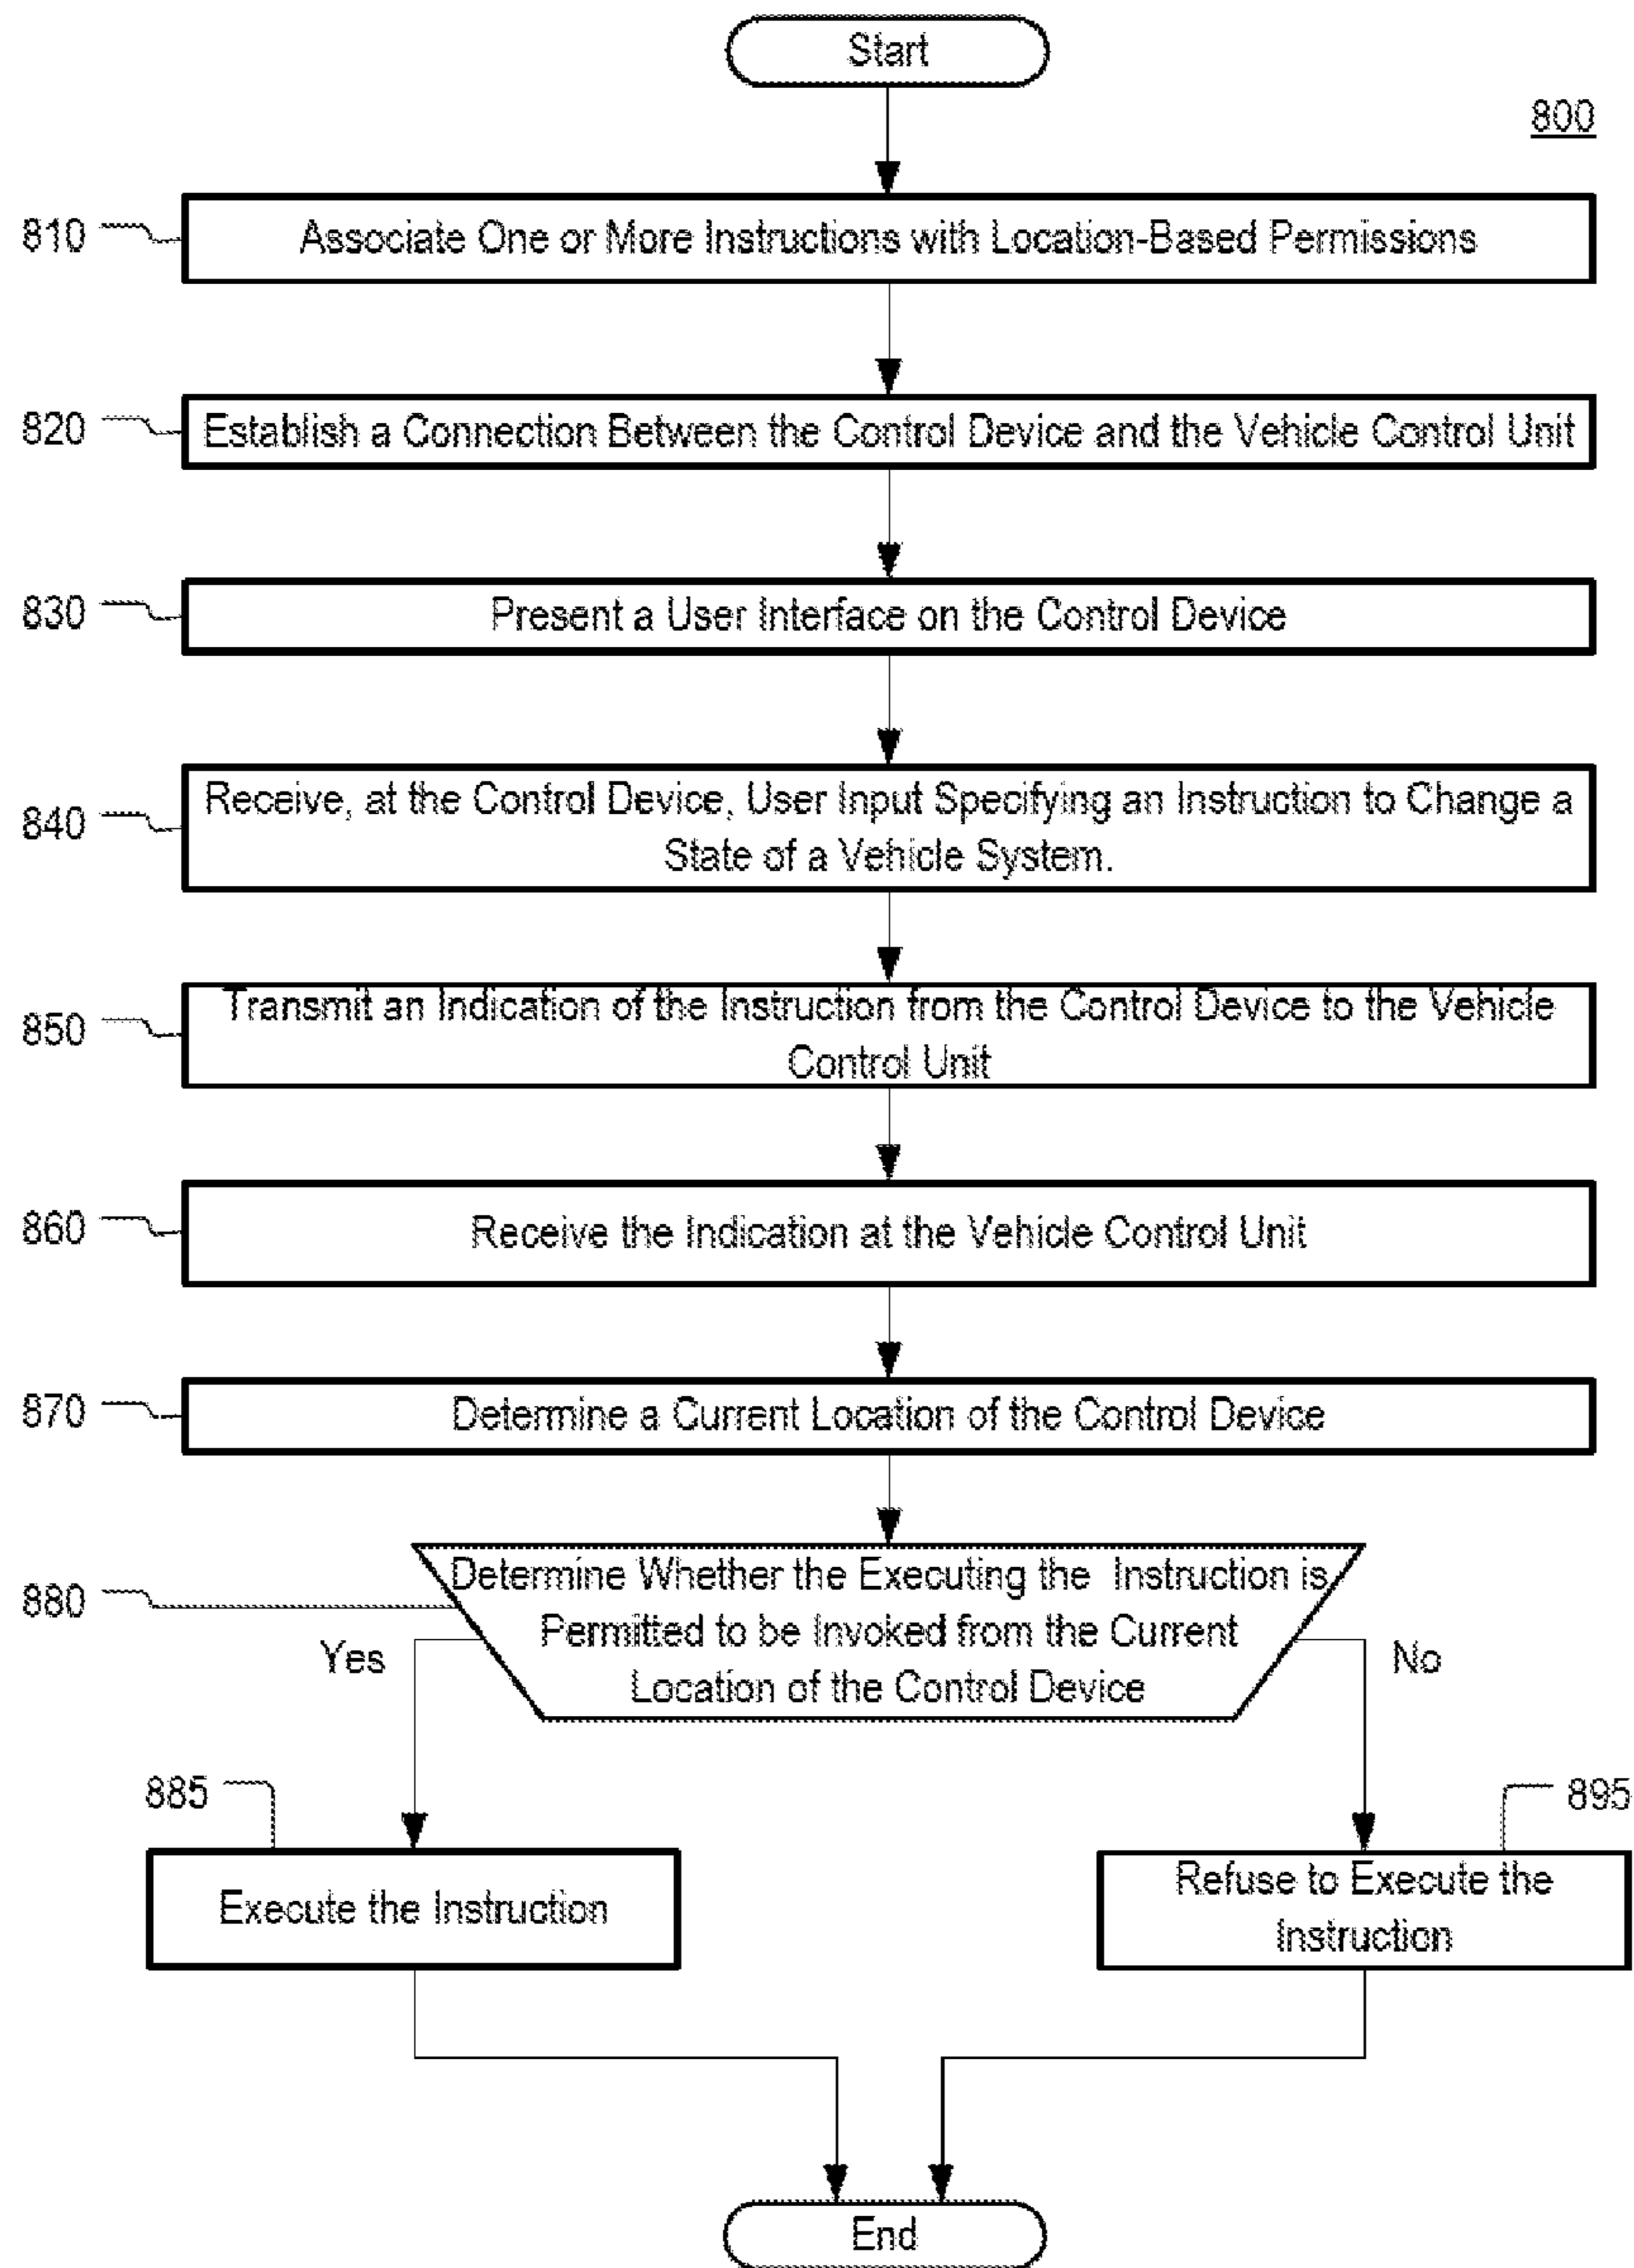 Start
800
810
Associate One or More Instructions with Location-Based Permissions
820
Establish a Connection Between the Control Device and the Vehicle Control Unit
830
Present a User Interface on the Control Device
840
Receive, at the Control Device, User Input Specifying an Instruction to Change a
State of a Vehicle System.
850
Transmit an Indication of the Instruction from the Control Device to the Vehicle
Control Unit
860
Receive the Indication at the Vehicle Control Unit
870
Determine a Current Location of the Control Device
880
Determine Whether the Executing the Instruction is
Permitted to be Invoked from the Current
Location of the Control Device
Yes
No
885
895
Execute the Instruction
Refuse to Execute the
Instruction
End